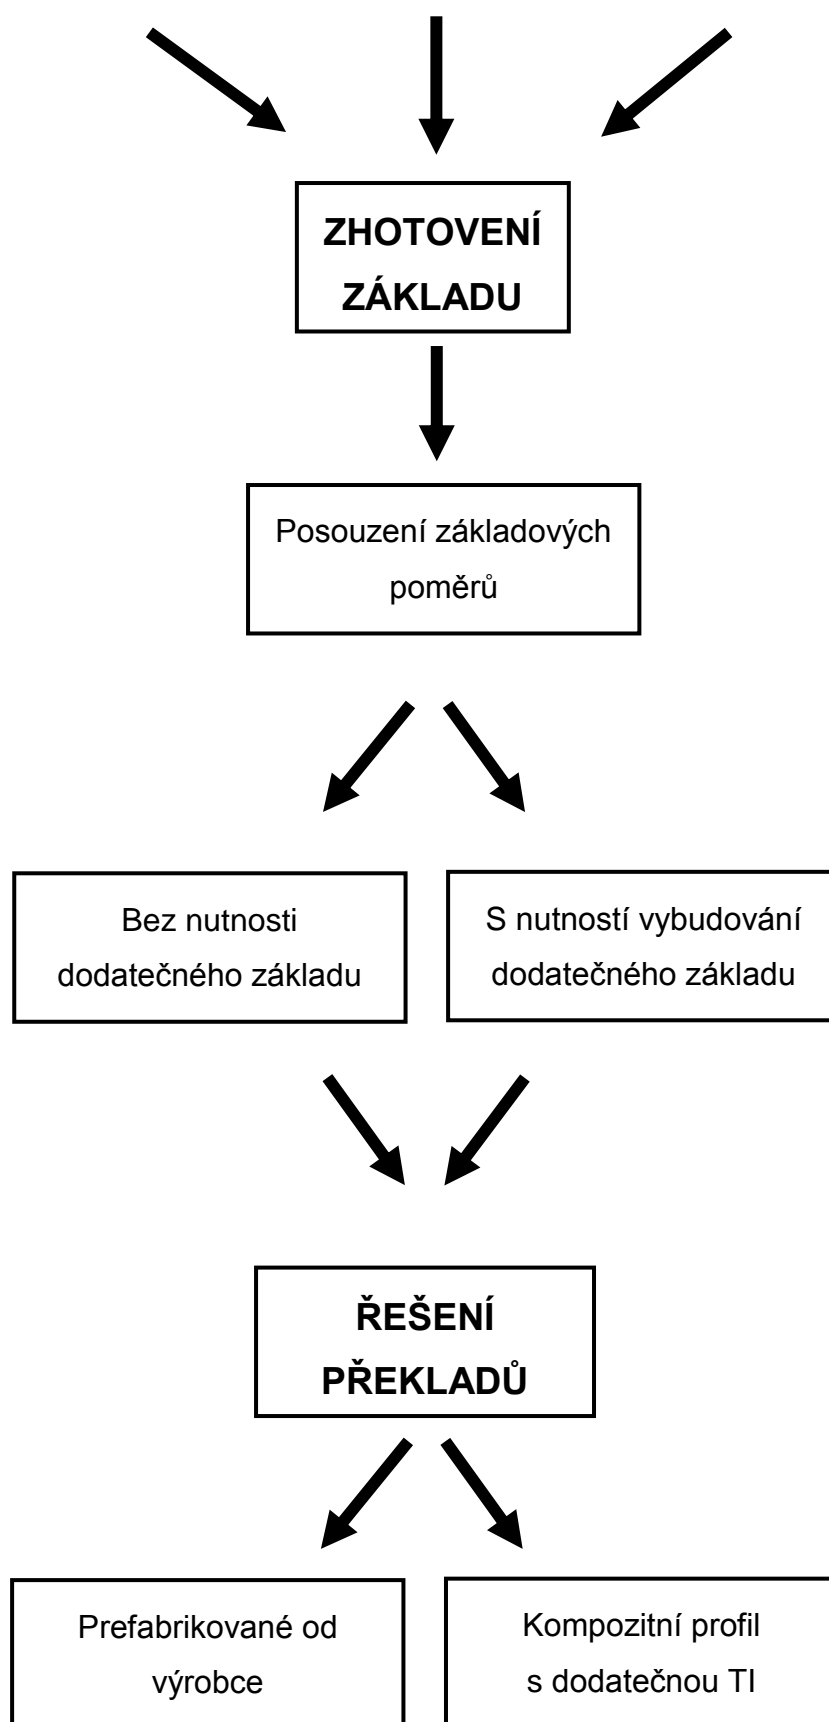 ZHOTOVENÍ
ZÁKLADU
Posouzení základových
poměrů
Bez nutnosti
dodatečného základu
S nutností vybudování
dodatečného základu
ŘEŠENÍ
PŘEKLADŮ
Prefabrikované od
výrobce
Kompozitní profil
s dodatečnou TI